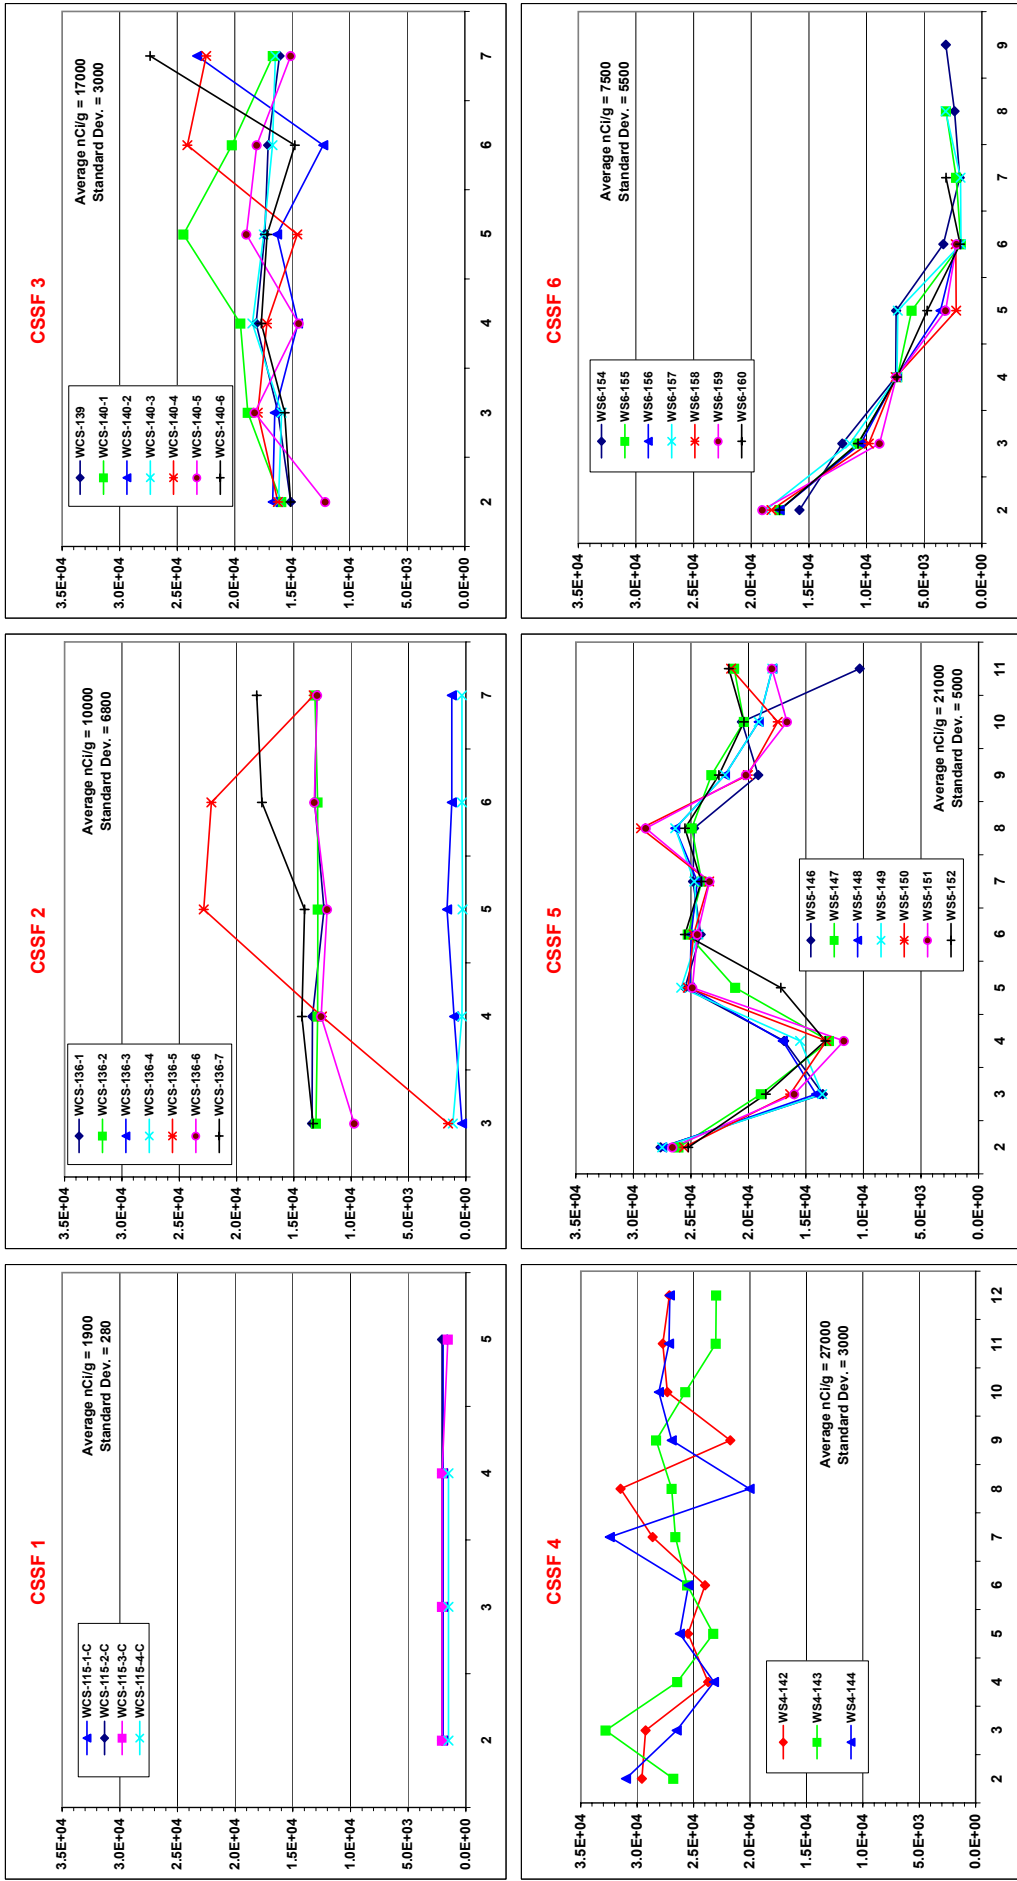 CSSF 1
Average nCi/g = 1900
Standard Dev. = 280
WCS-115-1-C
WCS-115-2-C
WCS-115-3-C
WCS-115-4-C
3.5E+04
3.0E+04
2.5E+04
2.0E+04
1.5E+04
1.0E+04
5.0E+03
0.0E+00
2 3 4 5
CSSF 2
Average nCi/g = 10000
Standard Dev. = 6800
WCS-136-1
WCS-136-2
WCS-136-3
WCS-136-4
WCS-136-5
WCS-136-6
WCS-136-7
3.5E+04
3.0E+04
2.5E+04
2.0E+04
1.5E+04
1.0E+04
5.0E+03
0.0E+00
3 4 5 6 7
CSSF 3
Average nCi/g = 17000
Standard Dev. = 3000
WCS-139
WCS-140-1
WCS-140-2
WCS-140-3
WCS-140-4
WCS-140-5
WCS-140-6
3.5E+04
3.0E+04
2.5E+04
2.0E+04
1.5E+04
1.0E+04
5.0E+03
0.0E+00
2 3 4 5 6 7
CSSF 4
3.5E+04
3.0E+04
2.5E+04
2.0E+04
1.5E+04
1.0E+04
5.0E+03
0.0E+00
WS4-142
WS4-143
WS4-144
Average nCi/g = 27000
Standard Dev. = 3000
2 3 4 5 6 7 8 9 10 11 12
CSSF 5
3.5E+04
3.0E+04
2.5E+04
2.0E+04
1.5E+04
1.0E+04
5.0E+03
0.0E+00
WS5-146
WS5-147
WS5-148
WS5-149
WS5-150
WS5-151
WS5-152
Average nCi/g = 21000
Standard Dev. = 5000
2 3 4 5 6 7 8 9 10 11
CSSF 6
Average nCi/g = 7500
Standard Dev. = 5500
WS6-154
WS6-155
WS6-156
WS6-157
WS6-158
WS6-159
WS6-160
3.5E+04
3.0E+04
2.5E+04
2.0E+04
1.5E+04
1.0E+04
5.0E+03
0.0E+00
2 3 4 5 6 7 8 9